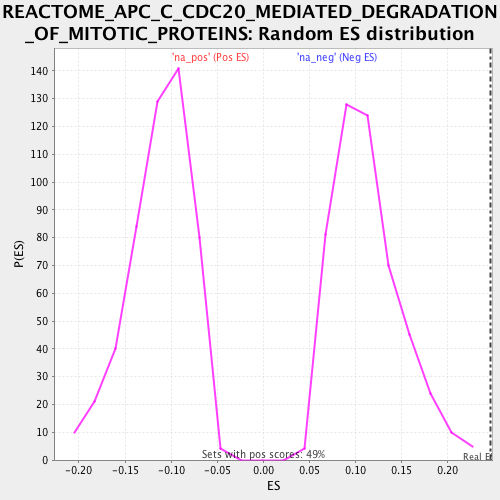 REACTOME_APC_C_CDC20_MEDIATED_DEGRADATION
_OF_MITOTIC_PROTEINS: Random ES distribution
'na_pos' (Pos ES) 'na_neg' (Neg ES)
140
130
120
110
100
90
80
70
60
50
40
30
20
10
0
P(ES)
Sets with pos scores: 49%
Real
-0.20 -0.15 -0.10 -0.05 0.00 0.05 0.10 0.15 0.20
ES